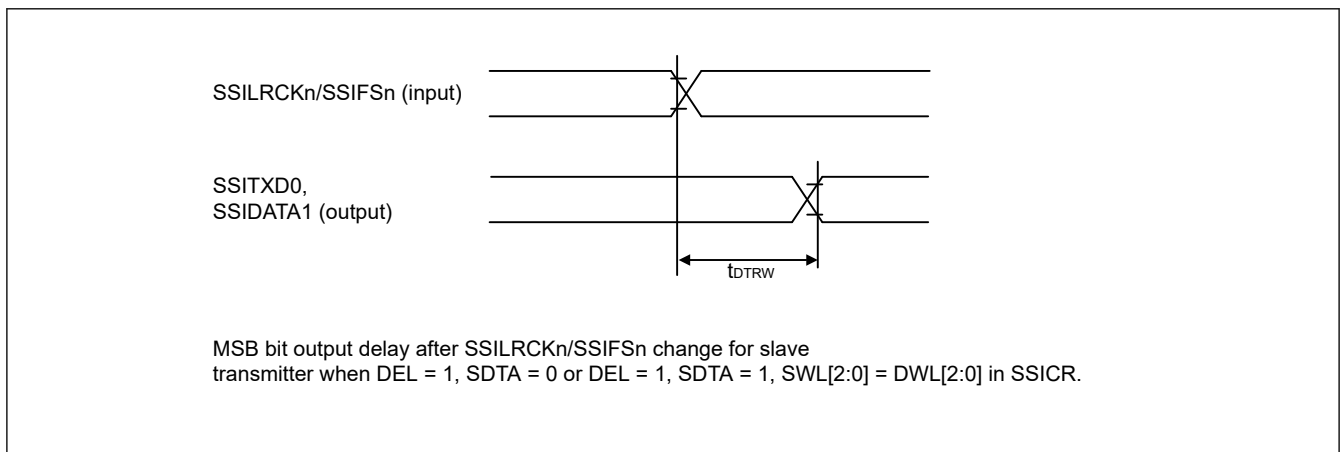 SSILRCKn/SSIFSn (input)
SSITXD0,
SSIDATA1 (output)
tDTRW
MSB bit output delay after SSILRCKn/SSIFSn change for slave
transmitter when DEL = 1, SDTA = 0 or DEL = 1, SDTA = 1, SWL[2:0] = DWL[2:0] in SSICR.